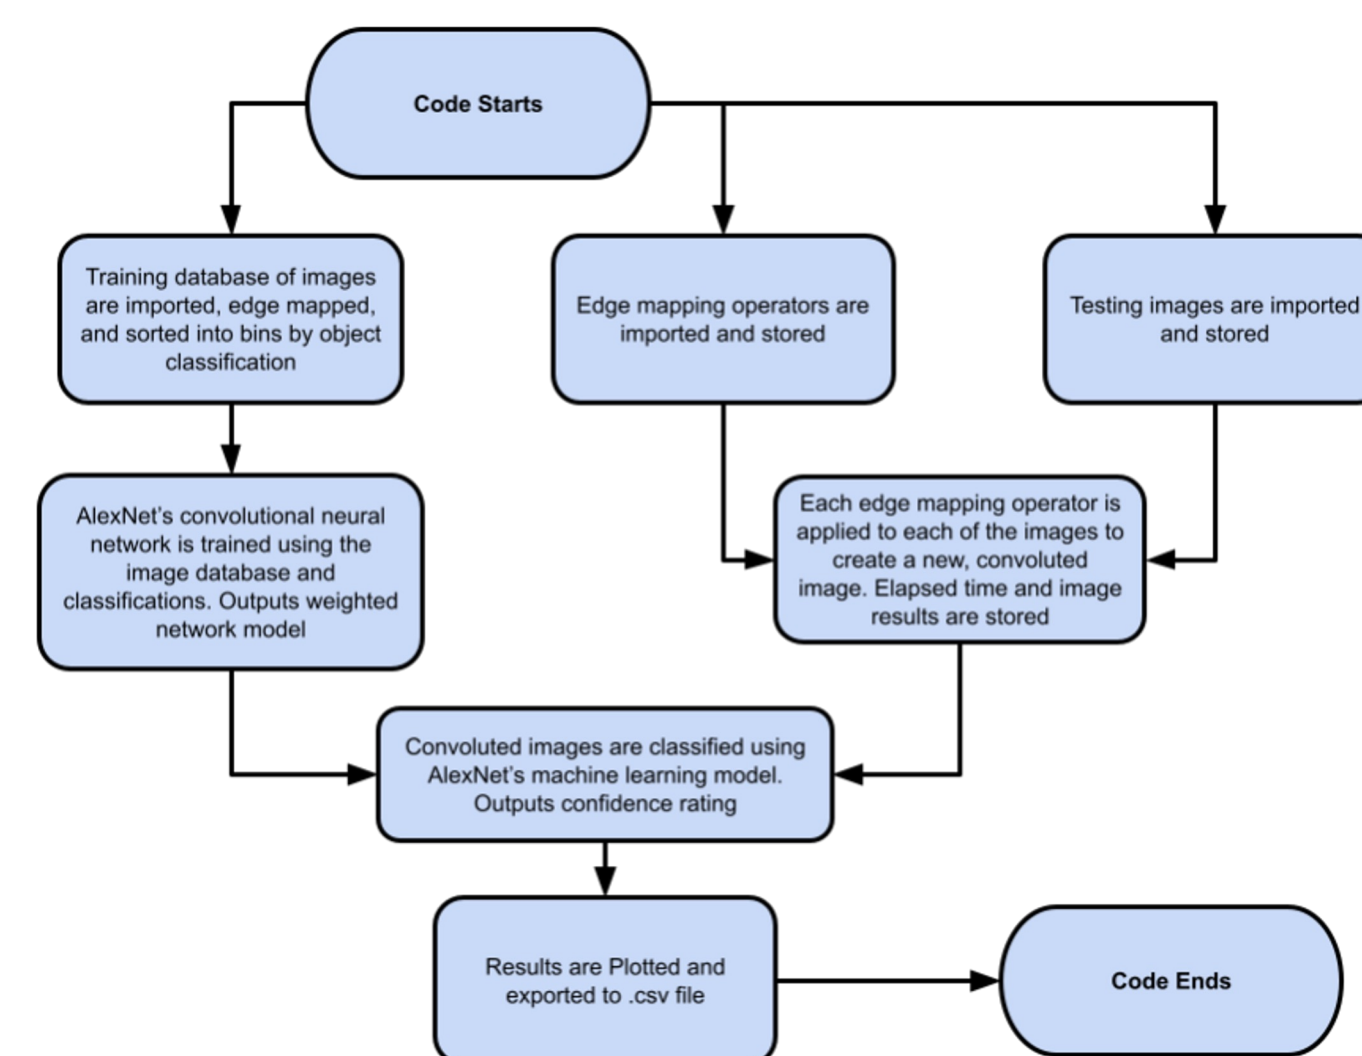 Code Starts
Training database of images
are imported, edge mapped,
and sorted into bins by object
classification
Edge mapping operators are
imported and stored
Testing images are imported
and stored
AlexNet’s convolutional neural
network is trained using the
image database and
classifications. Outputs weighted
network model
Each edge mapping operator is
applied to each of the images to
create a new, convoluted
image. Elapsed time and image
results are stored
Convoluted images are classified using
AlexNet’s machine learning model.
Outputs confidence rating
Results are Plotted and
exported to .csv file
Code Ends